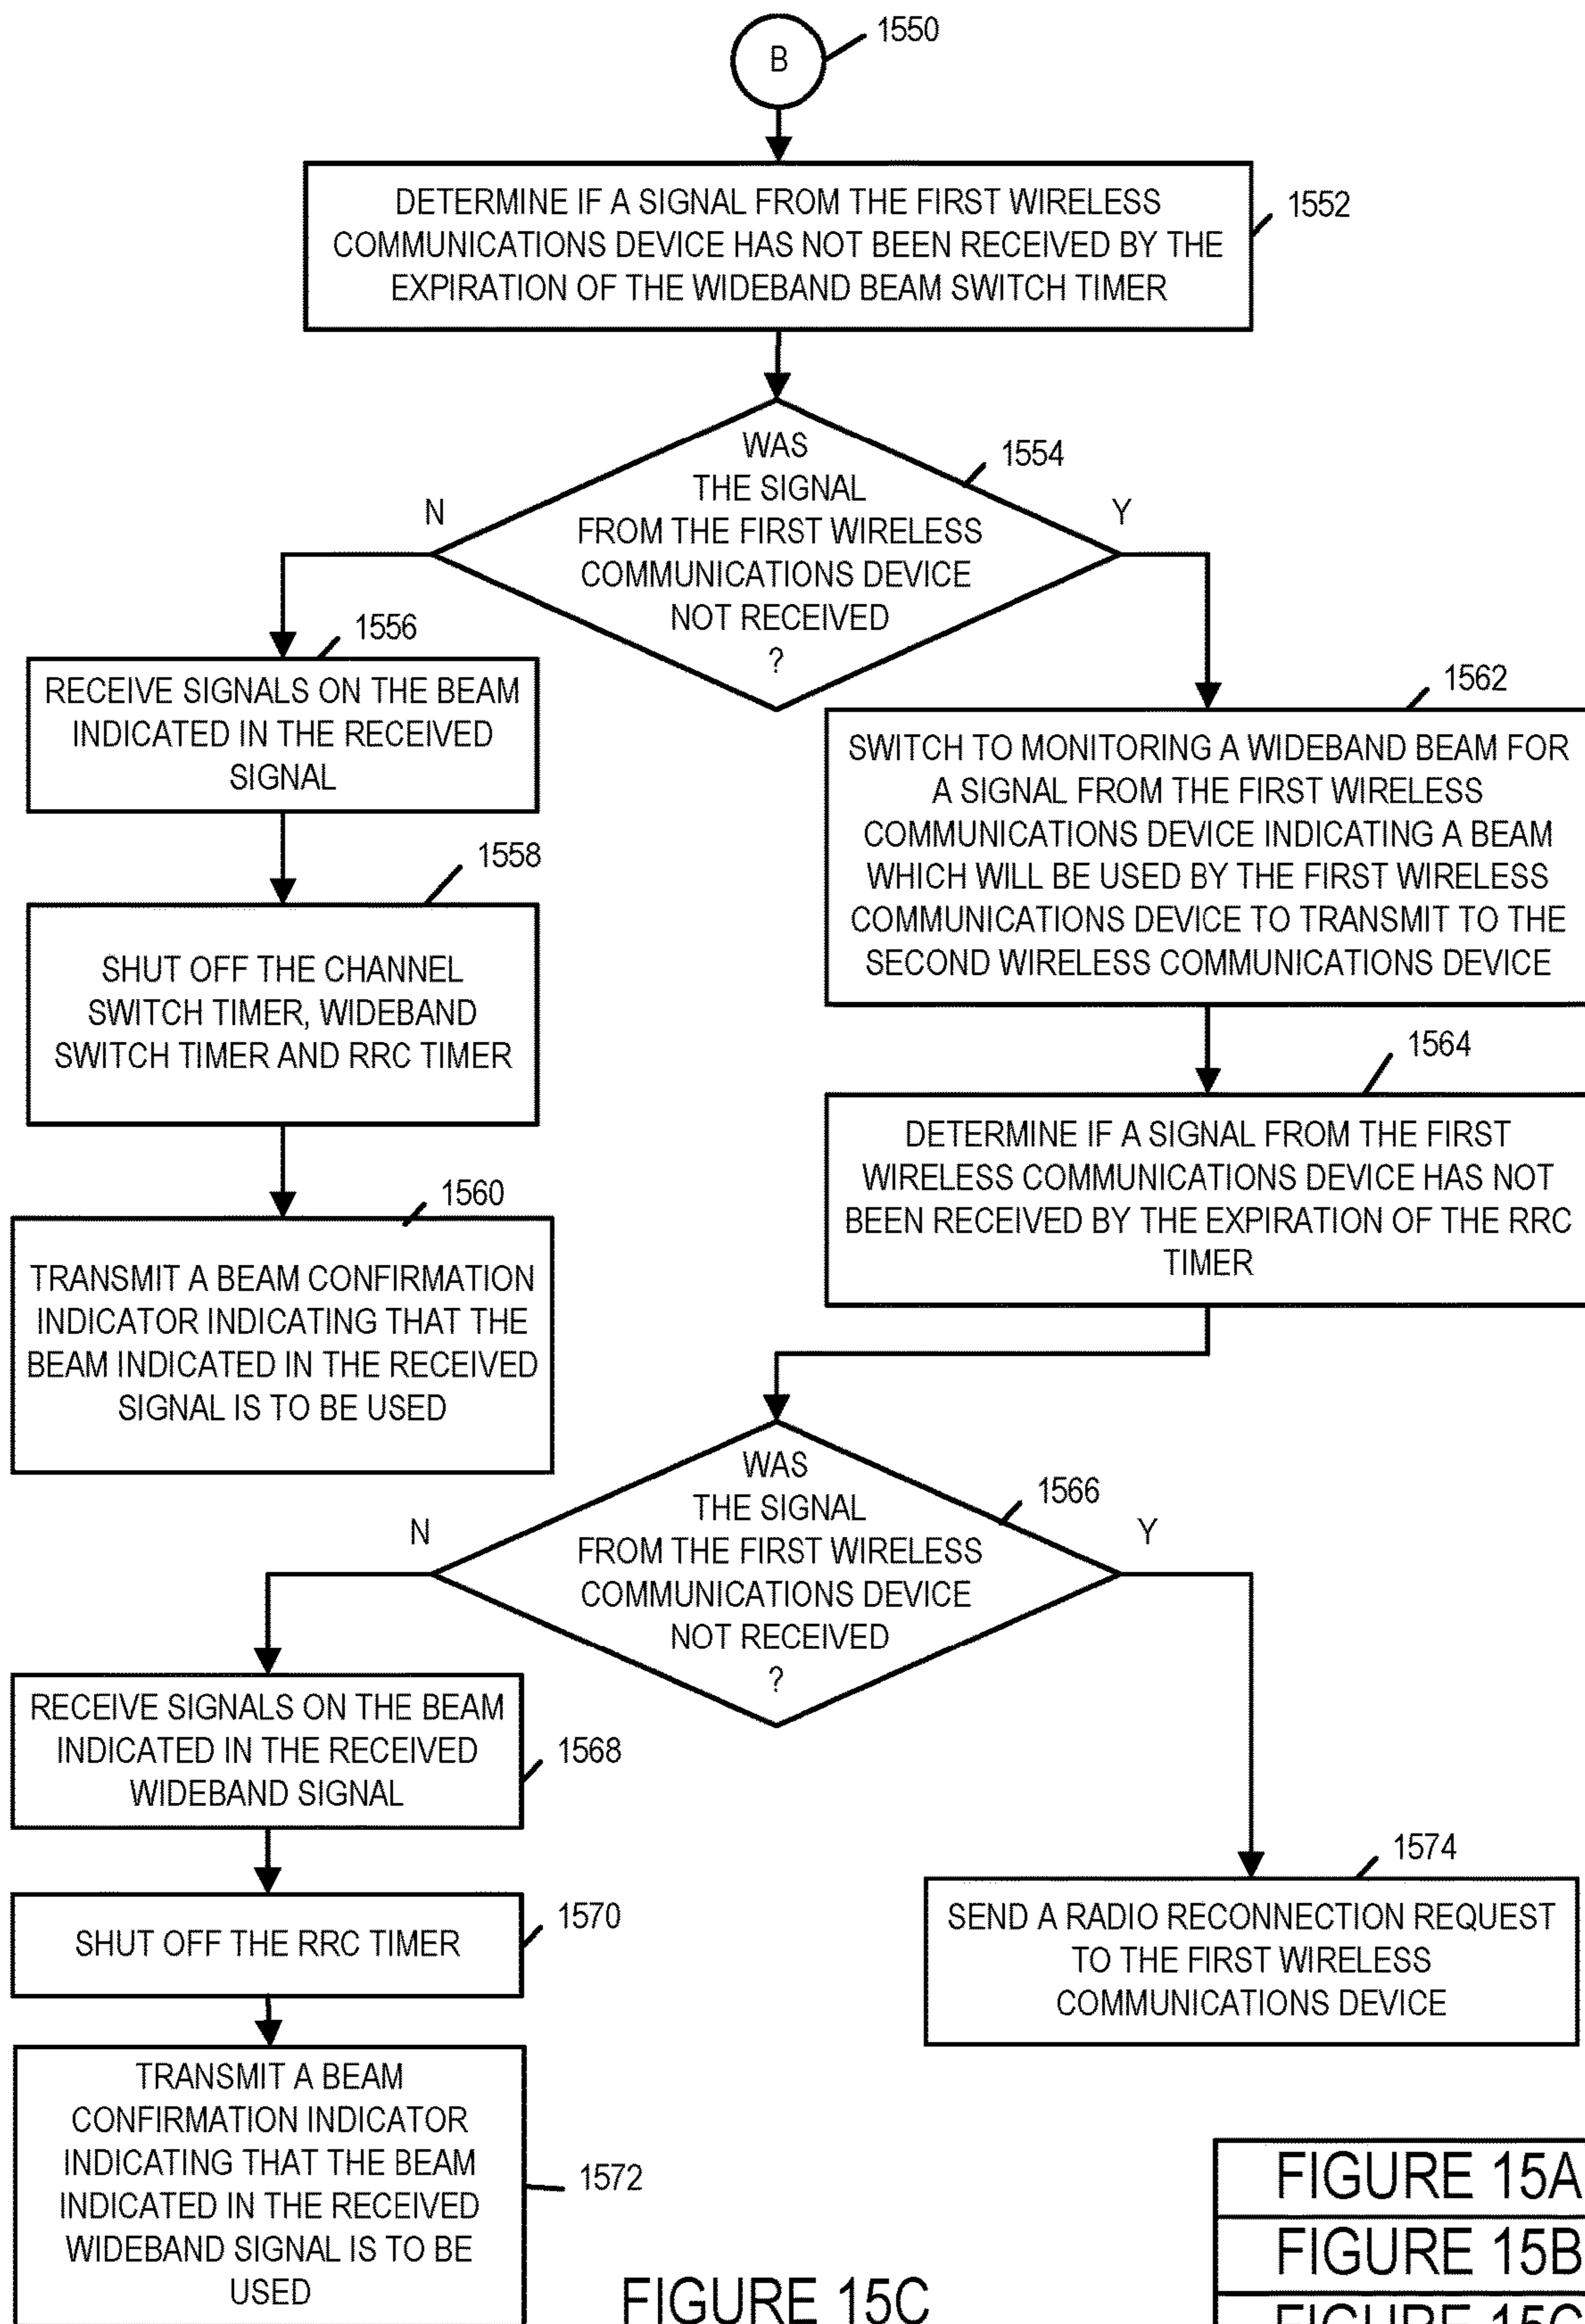 B
1550
DETERMINE IF A SIGNAL FROM THE FIRST WIRELESS
COMMUNICATIONS DEVICE HAS NOT BEEN RECEIVED BY THE
EXPIRATION OF THE WIDEBAND BEAM SWITCH TIMER
1552
WAS
THE SIGNAL
FROM THE FIRST WIRELESS
COMMUNICATIONS DEVICE
NOT RECEIVED
?
1554
N
Y
1556
RECEIVE SIGNALS ON THE BEAM
INDICATED IN THE RECEIVED
SIGNAL
1558
SHUT OFF THE CHANNEL
SWITCH TIMER, WIDEBAND
SWITCH TIMER AND RRC TIMER
1560
TRANSMIT A BEAM CONFIRMATION
INDICATOR INDICATING THAT THE
BEAM INDICATED IN THE RECEIVED
SIGNAL IS TO BE USED
1562
SWITCH TO MONITORING A WIDEBAND BEAM FOR
A SIGNAL FROM THE FIRST WIRELESS
COMMUNICATIONS DEVICE INDICATING A BEAM
WHICH WILL BE USED BY THE FIRST WIRELESS
COMMUNICATIONS DEVICE TO TRANSMIT TO THE
SECOND WIRELESS COMMUNICATIONS DEVICE
1564
DETERMINE IF A SIGNAL FROM THE FIRST
WIRELESS COMMUNICATIONS DEVICE HAS NOT
BEEN RECEIVED BY THE EXPIRATION OF THE RRC
TIMER
WAS
THE SIGNAL
FROM THE FIRST WIRELESS
COMMUNICATIONS DEVICE
NOT RECEIVED
?
1566
N
Y
RECEIVE SIGNALS ON THE BEAM
INDICATED IN THE RECEIVED
WIDEBAND SIGNAL
1568
SHUT OFF THE RRC TIMER
1570
TRANSMIT A BEAM
CONFIRMATION INDICATOR
INDICATING THAT THE BEAM
INDICATED IN THE RECEIVED
WIDEBAND SIGNAL IS TO BE
USED
1572
1574
SEND A RADIO RECONNECTION REQUEST
TO THE FIRST WIRELESS
COMMUNICATIONS DEVICE
FIGURE 15C
FIGURE 15A
FIGURE 15B
FIGURE 15C